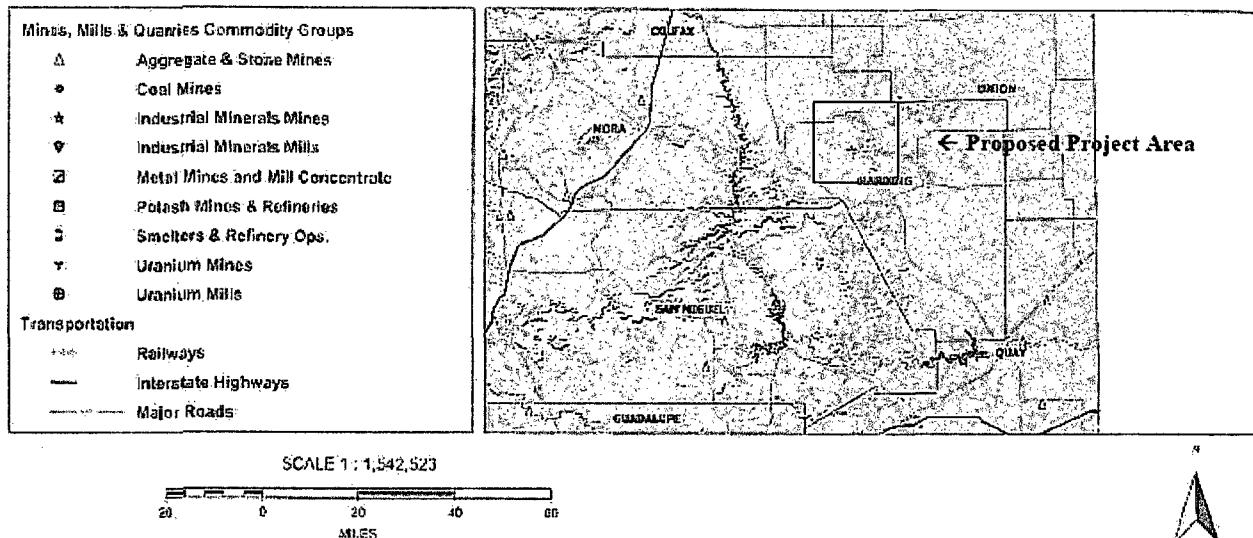 Mines, Mills & Quarries Commodity Groups
Aggregate & Stone Mines
Coal Mines
Industrial Minerals Mines
Industrial Minerals Mills
Metal Mines and Mill Concentrate
Potash Mines & Refineries
Smelters & Refinery Ops.
Uranium Mines
Uranium Mills
Transportation
Railways
Interstate Highways
Major Roads
COLFAX
UNION
MORA
← Proposed Project Area
HARDING
SAN MIGUEL
QUAY
GUADALUPE
SCALE 1 : 1,542,523
20 0 20 40 60
MILES
N